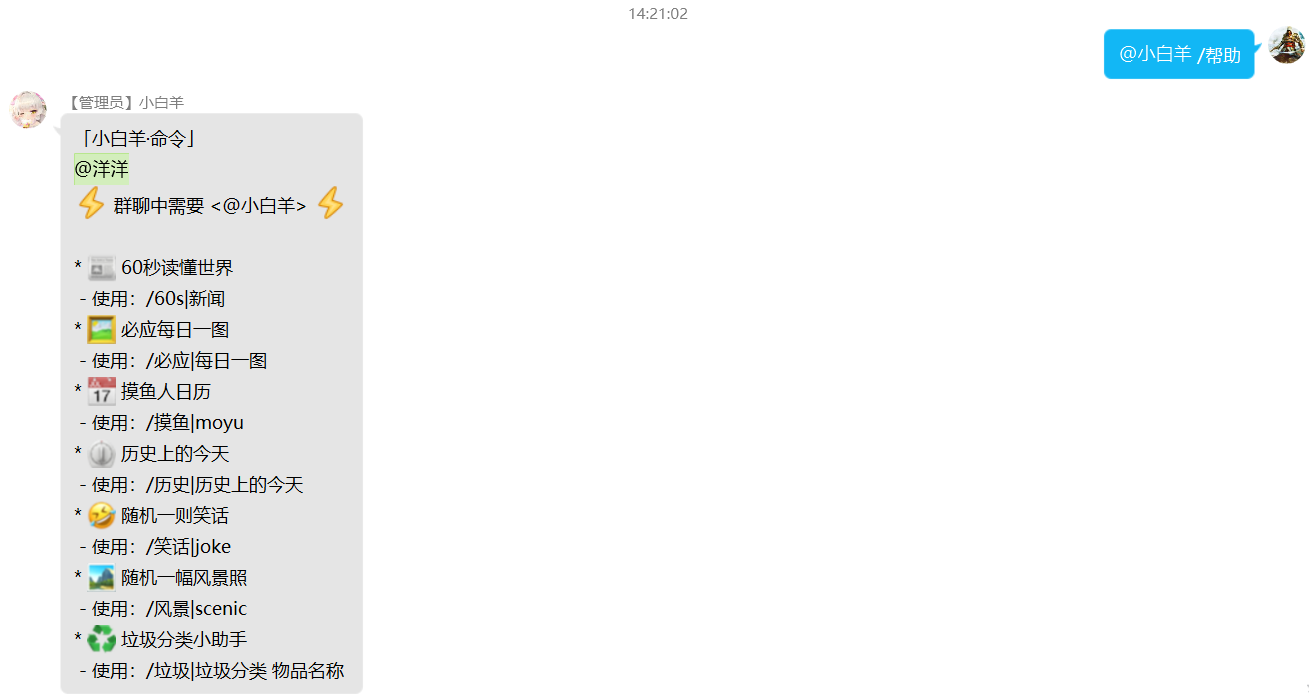 14:21:02
@小白羊 /帮助
【管理员】小白羊
「小白羊·命令」
@洋洋
⚡ 群聊中需要 <@小白羊> ⚡
* 📰 60秒读懂世界
- 使用：/60s|新闻
* 🖼️ 必应每日一图
- 使用：/必应|每日一图
* 📅 摸鱼人日历
- 使用：/摸鱼|moyu
* ⏲️ 历史上的今天
- 使用：/历史|历史上的今天
* 🤣 随机一则笑话
- 使用：/笑话|joke
* 🏞️ 随机一幅风景照
- 使用：/风景|scenic
* ♻️ 垃圾分类小助手
- 使用：/垃圾|垃圾分类 物品名称